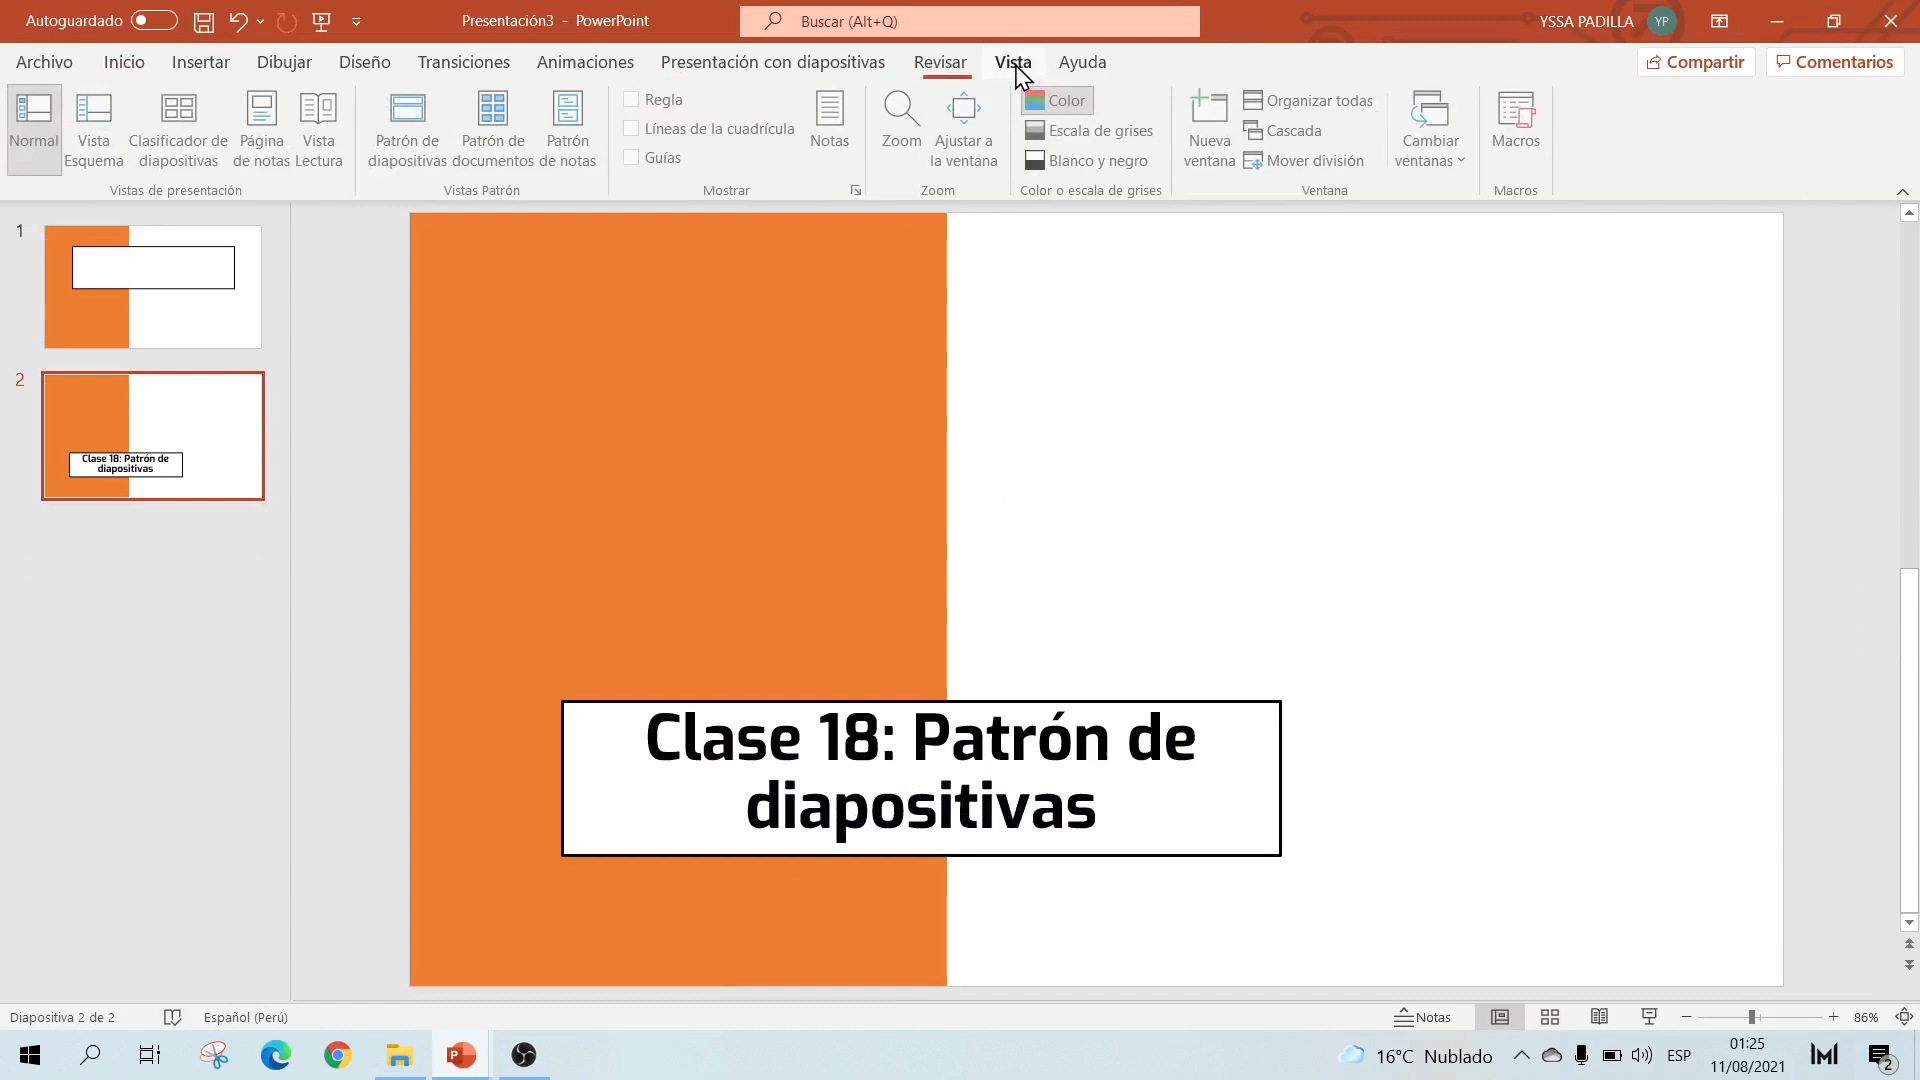 Autoguardado
Presentación3 - PowerPoint
Buscar (Alt+Q)
YSSA PADILLA
YP
Archivo
Inicio
Insertar
Dibujar
Diseño
Transiciones
Animaciones
Presentación con diapositivas
Revisar
Vista
Ayuda
Compartir
Comentarios
Normal
Vista
Esquema
Clasificador de
diapositivas
Página
de notas
Vista
Lectura
Vistas de presentación
Patrón de
diapositivas
Patrón de
documentos
Patrón
de notas
Vistas Patrón
Regla
Líneas de la cuadrícula
Guías
Notas
Mostrar
Zoom
Ajustar a
la ventana
Zoom
Color
Escala de grises
Blanco y negro
Color o escala de grises
Nueva
ventana
Organizar todas
Cascada
Mover división
Cambiar
ventanas
Ventana
Macros
Macros
1
2
Clase 18: Patrón de
diapositivas
Clase 18: Patrón de
diapositivas
Diapositiva 2 de 2
Español (Perú)
Notas
86%
P
16°C Nublado
ESP
01:25
11/08/2021
2